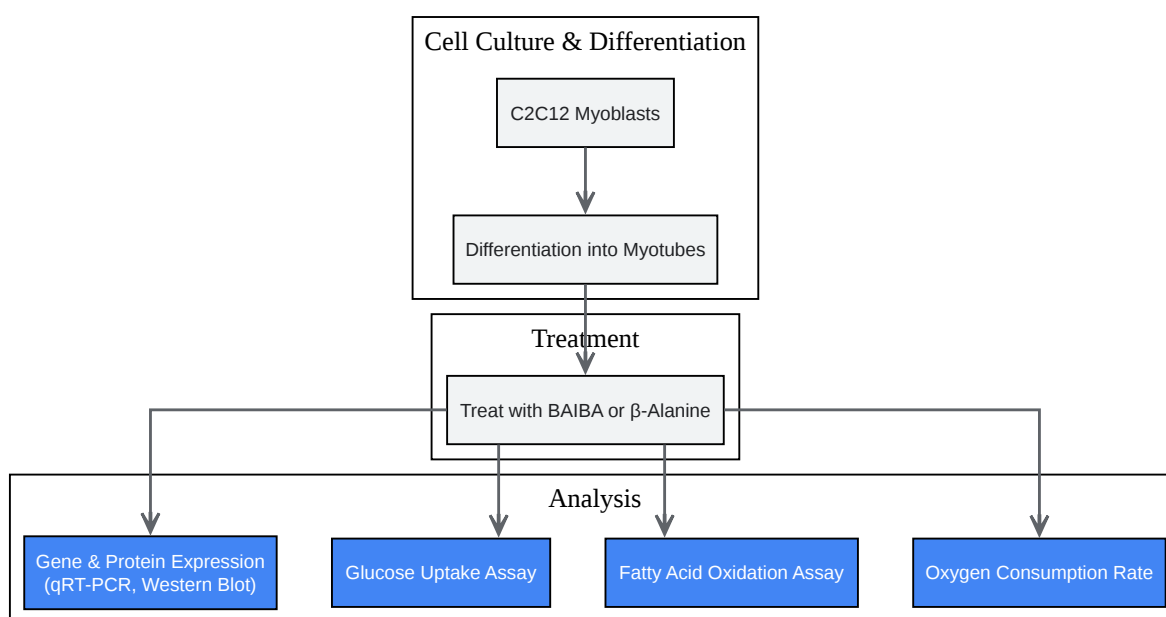 Cell Culture & Differentiation
C2C12 Myoblasts
Differentiation into Myotubes
Treatment
Treat with BAIBA or β-Alanine
Analysis
Gene & Protein Expression
(qRT-PCR, Western Blot)
Glucose Uptake Assay
Fatty Acid Oxidation Assay
Oxygen Consumption Rate